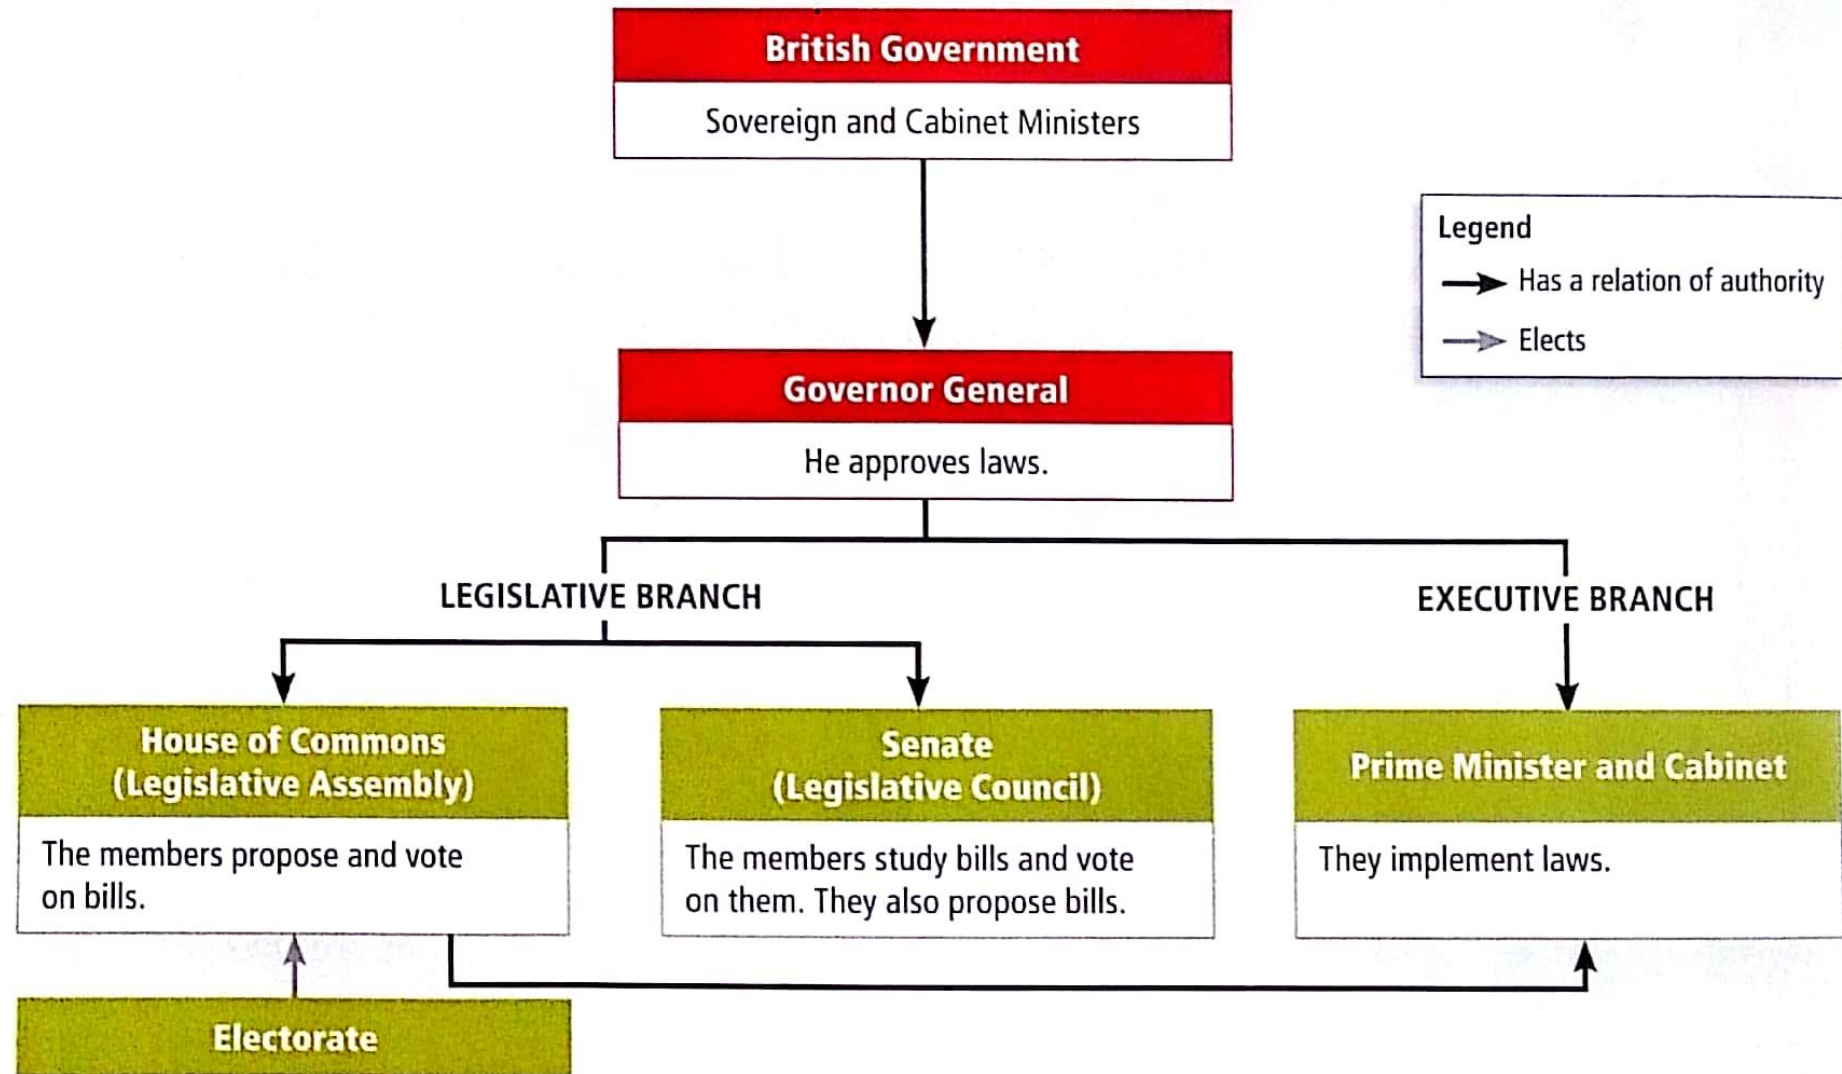 British Government
Sovereign and Cabinet Ministers
Legend
Has a relation of authority
Elects
Governor General
He approves laws.
LEGISLATIVE BRANCH
EXECUTIVE BRANCH
House of Commons
(Legislative Assembly)
The members propose and vote
on bills.
Senate
(Legislative Council)
The members study bills and vote
on them. They also propose bills.
Prime Minister and Cabinet
They implement laws.
Electorate